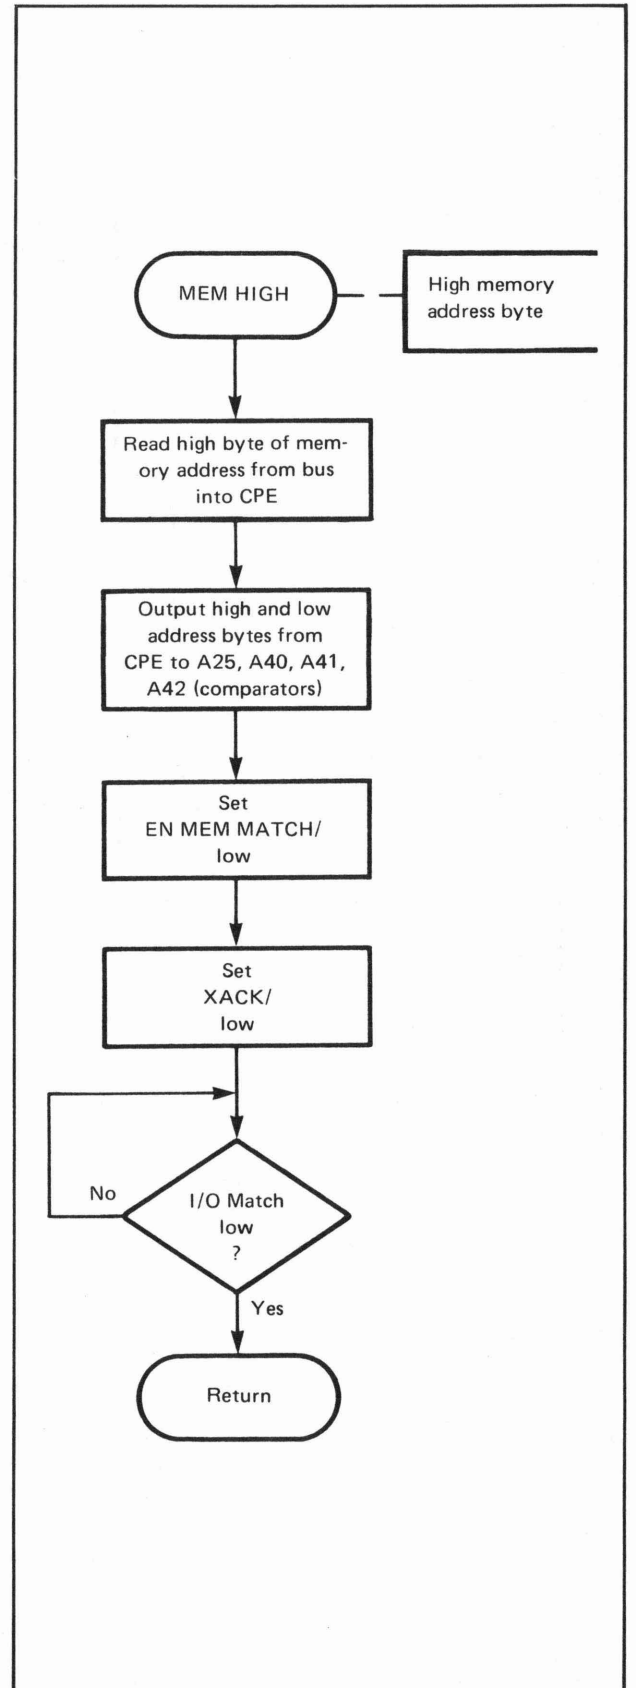 MEM HIGH
High memory
address byte
Read high byte of mem-
ory address from bus
into CPE
Output high and low
address bytes from
CPE to A25, A40, A41,
A42 (comparators)
Set
EN MEM MATCH/
low
Set
XACK/
low
No
I/O Match
low
?
Yes
Return